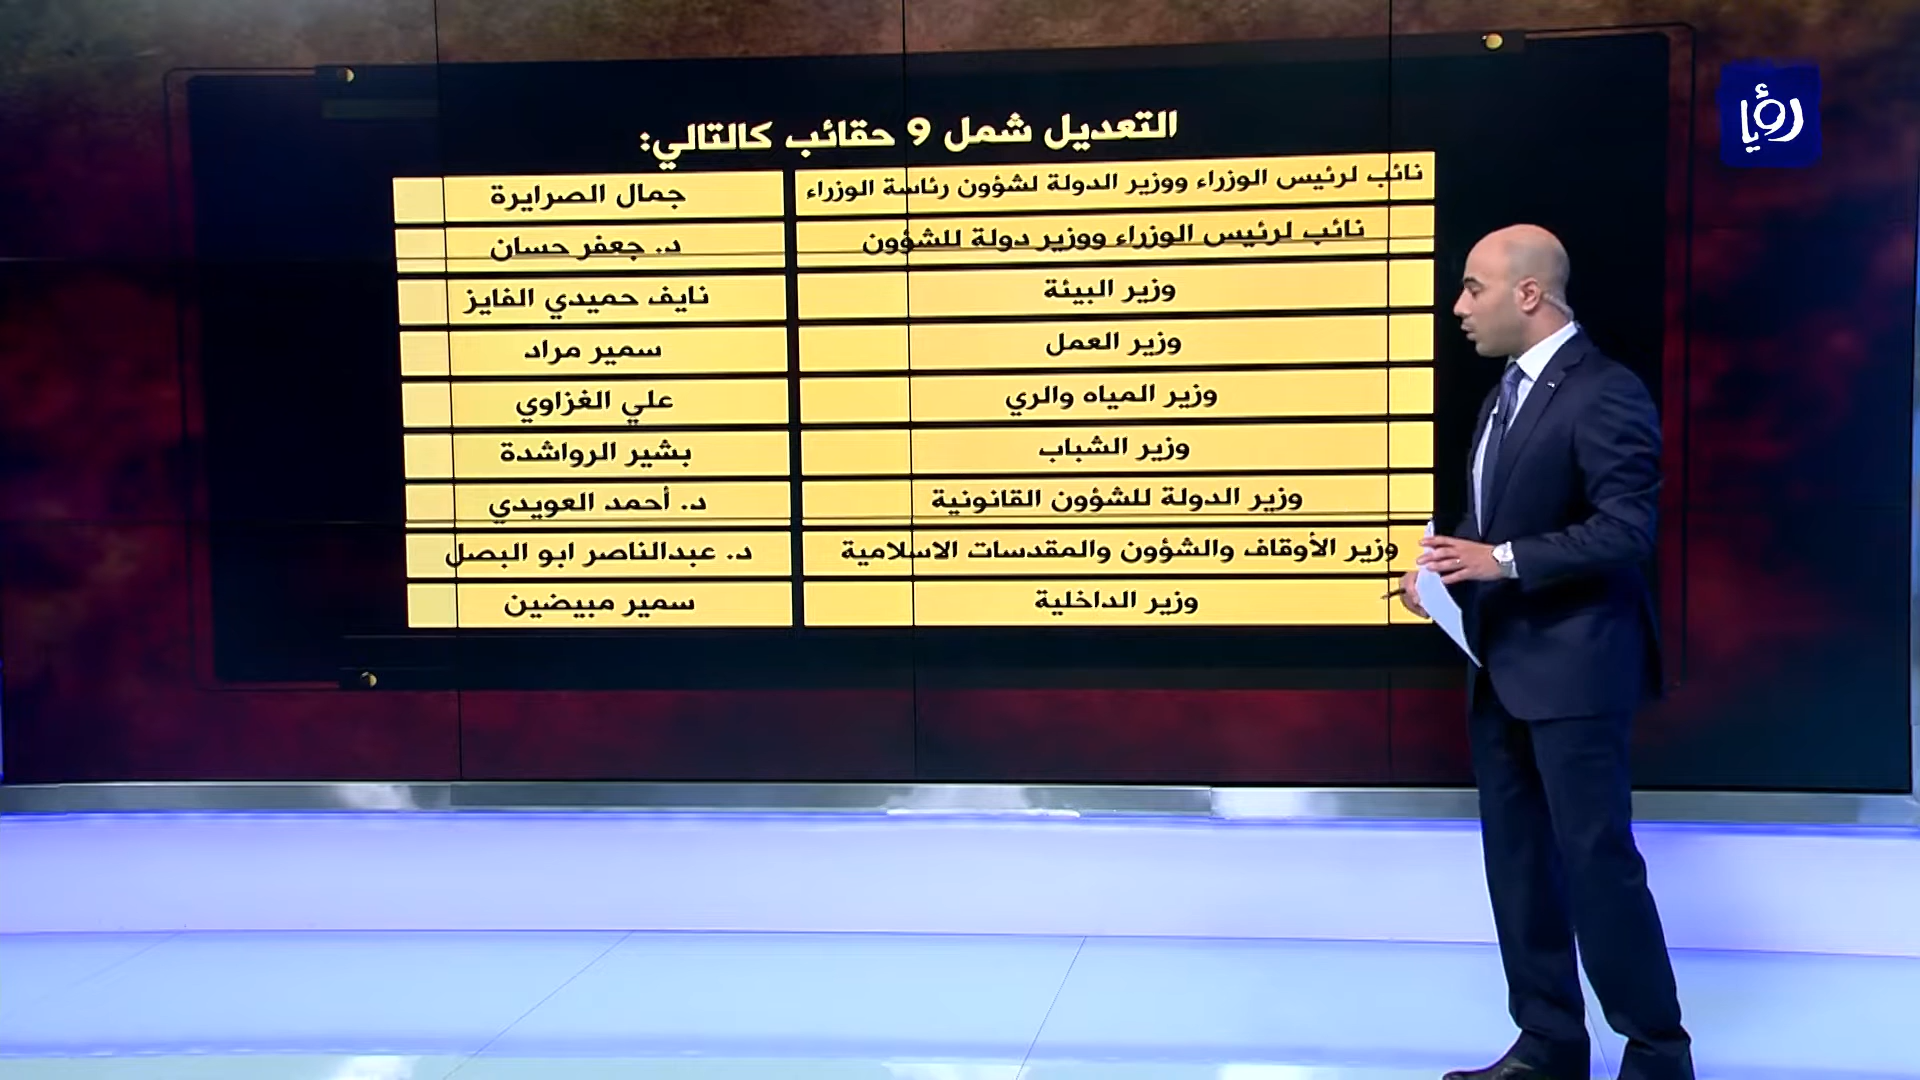 رؤيا
التعديل شمل 9 حقائب كالتالي:
نائب لرئيس الوزراء ووزير الدولة لشؤون رئاسة الوزراء جمال الصرايرة
نائب لرئيس الوزراء ووزير دولة للشؤون د. جعفر حسان
وزير البيئة نايف حميدي الفايز
وزير العمل سمير مراد
وزير المياه والري علي الغزاوي
وزير الشباب بشير الرواشدة
وزير الدولة للشؤون القانونية د. أحمد العويدي
وزير الأوقاف والشؤون والمقدسات الاسلامية د. عبدالناصر ابو البصل
وزير الداخلية سمير مبيضين